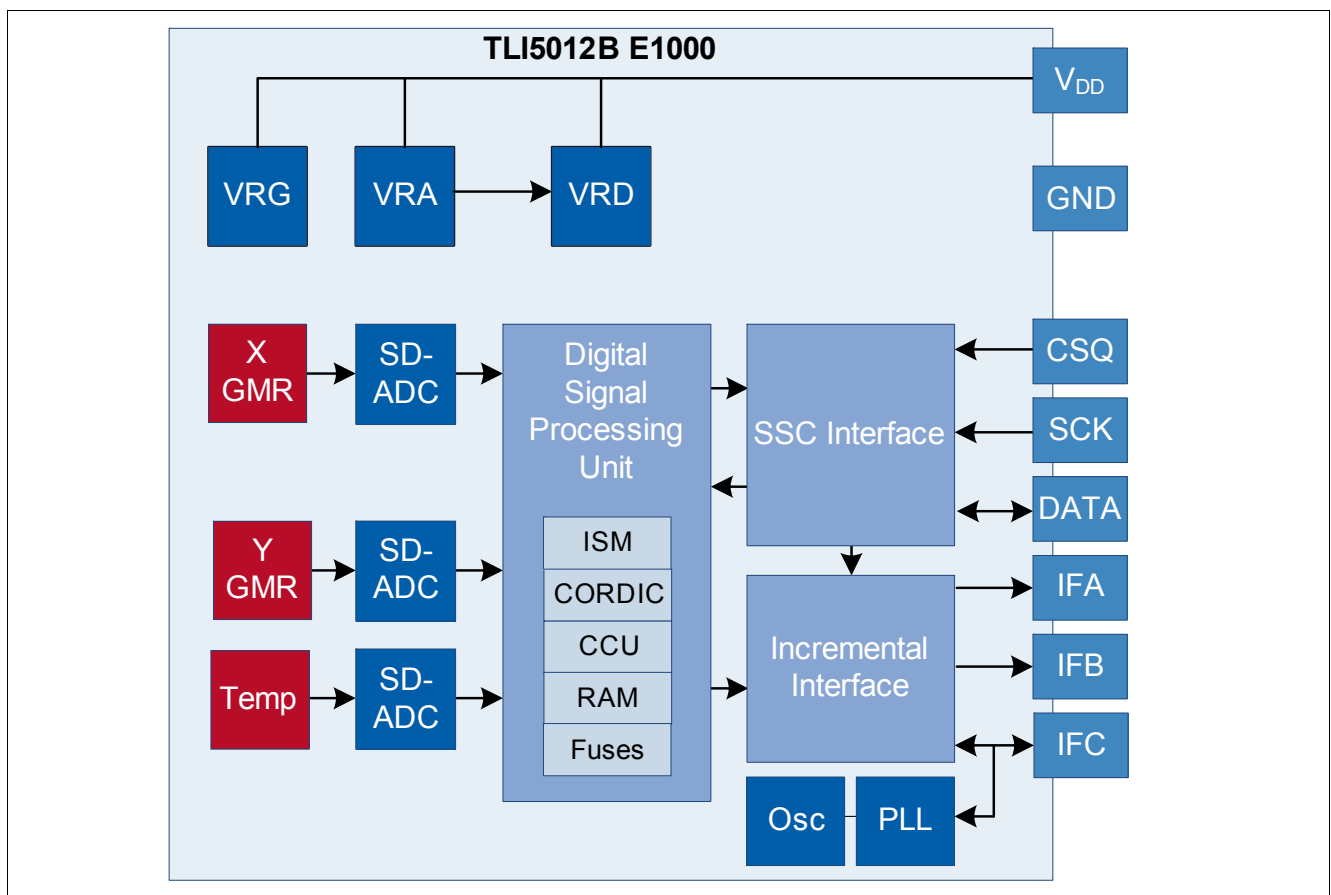 TLI5012B E1000
VDD
VRG
VRA
VRD
GND
X
GMR
SD-
ADC
Digital
Signal
Processing
Unit
SSC Interface
CSQ
SCK
DATA
Y
GMR
SD-
ADC
ISM
CORDIC
CCU
RAM
Fuses
Temp
SD-
ADC
Incremental
Interface
IFA
IFB
IFC
Osc
PLL